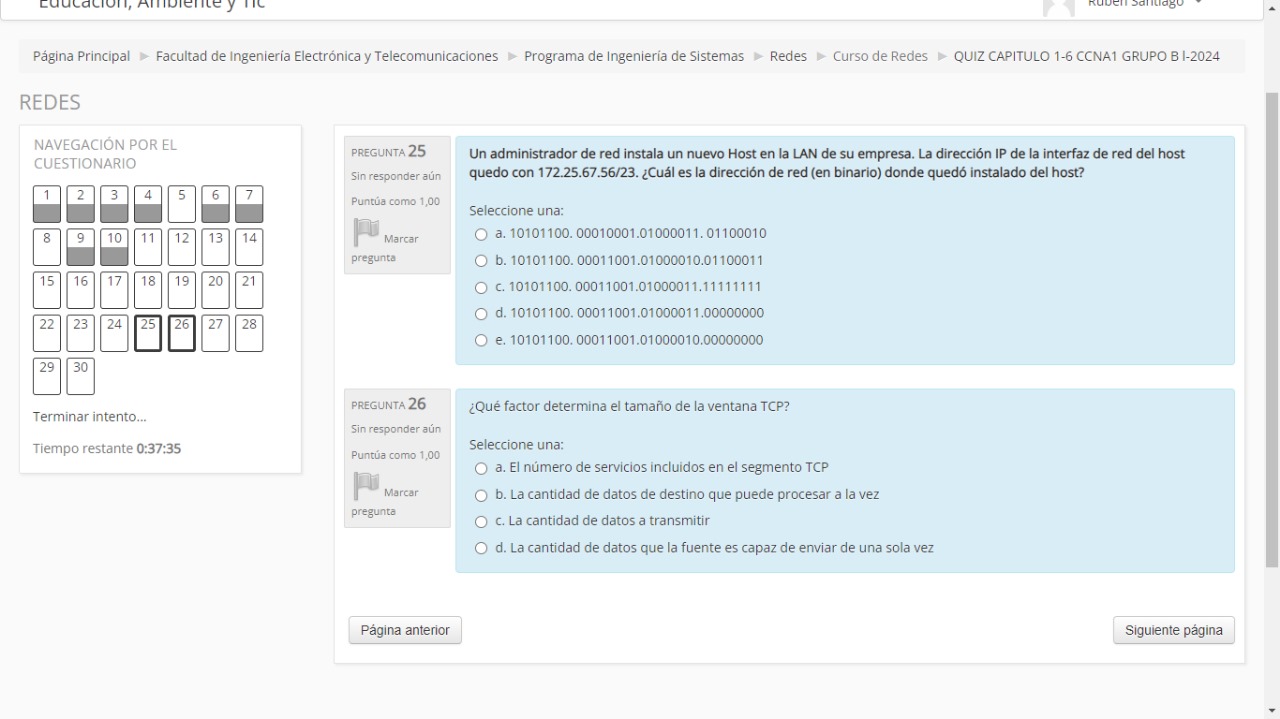 Educación, Ambiente y Tic
Ruben Santiago
Página Principal ► Facultad de Ingeniería Electrónica y Telecomunicaciones ► Programa de Ingeniería de Sistemas ► Redes ► Curso de Redes ► QUIZ CAPITULO 1-6 CCNA1 GRUPO B I-2024
REDES
NAVEGACIÓN POR EL
CUESTIONARIO
1 2 3 4 5 6 7
8 9 10 11 12 13 14
15 16 17 18 19 20 21
22 23 24 25 26 27 28
29 30
Terminar intento...
Tiempo restante 0:37:35
PREGUNTA 25
Sin responder aún
Puntúa como 1,00
Marcar
pregunta
Un administrador de red instala un nuevo Host en la LAN de su empresa. La dirección IP de la interfaz de red del host
quedo con 172.25.67.56/23. ¿Cuál es la dirección de red (en binario) donde quedó instalado del host?
Seleccione una:
a. 10101100. 00010001.01000011. 01100010
b. 10101100. 00011001.01000010.01100011
c. 10101100. 00011001.01000011.11111111
d. 10101100. 00011001.01000011.00000000
e. 10101100. 00011001.01000010.00000000
PREGUNTA 26
Sin responder aún
Puntúa como 1,00
Marcar
pregunta
¿Qué factor determina el tamaño de la ventana TCP?
Seleccione una:
a. El número de servicios incluidos en el segmento TCP
b. La cantidad de datos de destino que puede procesar a la vez
c. La cantidad de datos a transmitir
d. La cantidad de datos que la fuente es capaz de enviar de una sola vez
Página anterior
Siguiente página